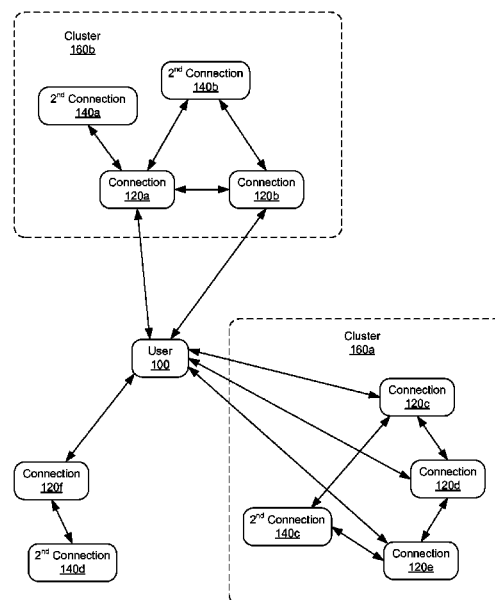 Cluster
160b
2nd Connection
140b
2nd Connection
140a
Connection
120a
Connection
120b
User
100
Cluster
160a
Connection
120c
Connection
120f
Connection
120d
2nd Connection
140c
2nd Connection
140d
Connection
120e